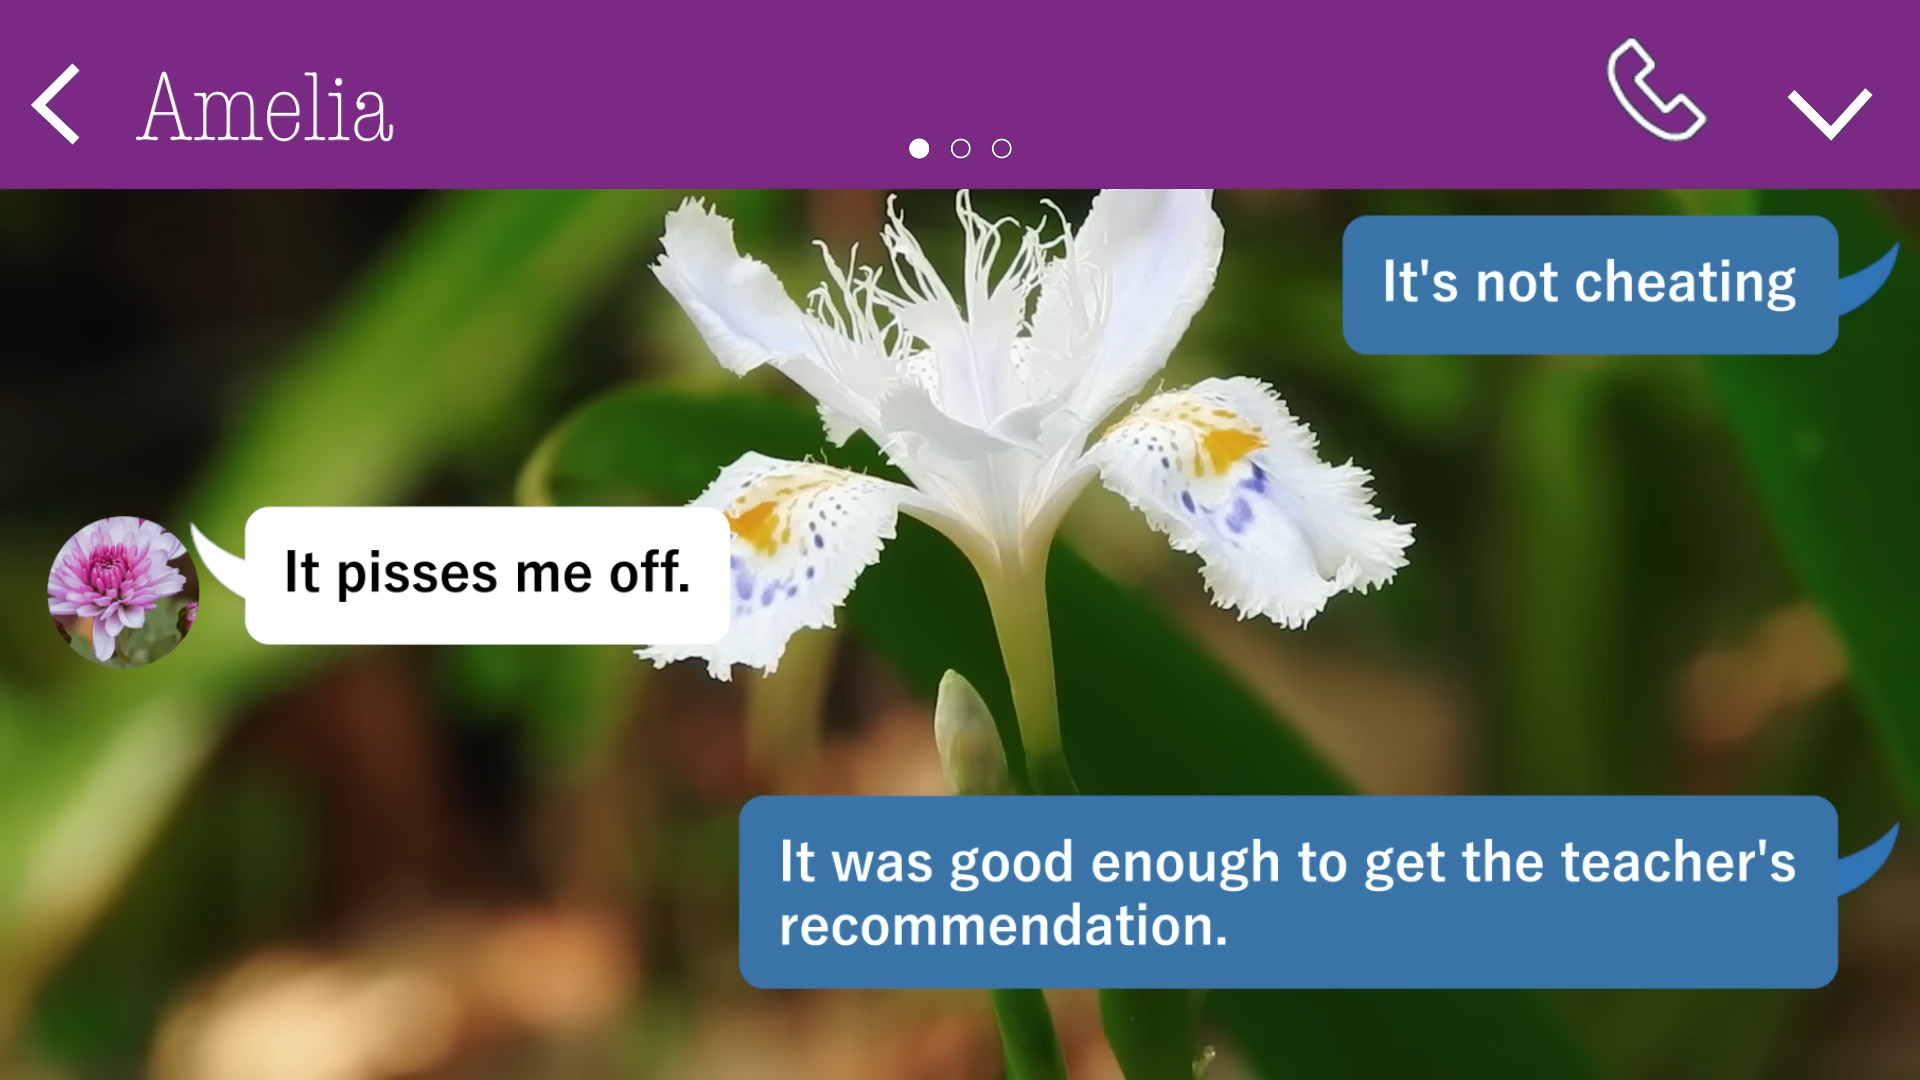 Amelia
It's not cheating
It pisses me off.
It was good enough to get the teacher's
recommendation.